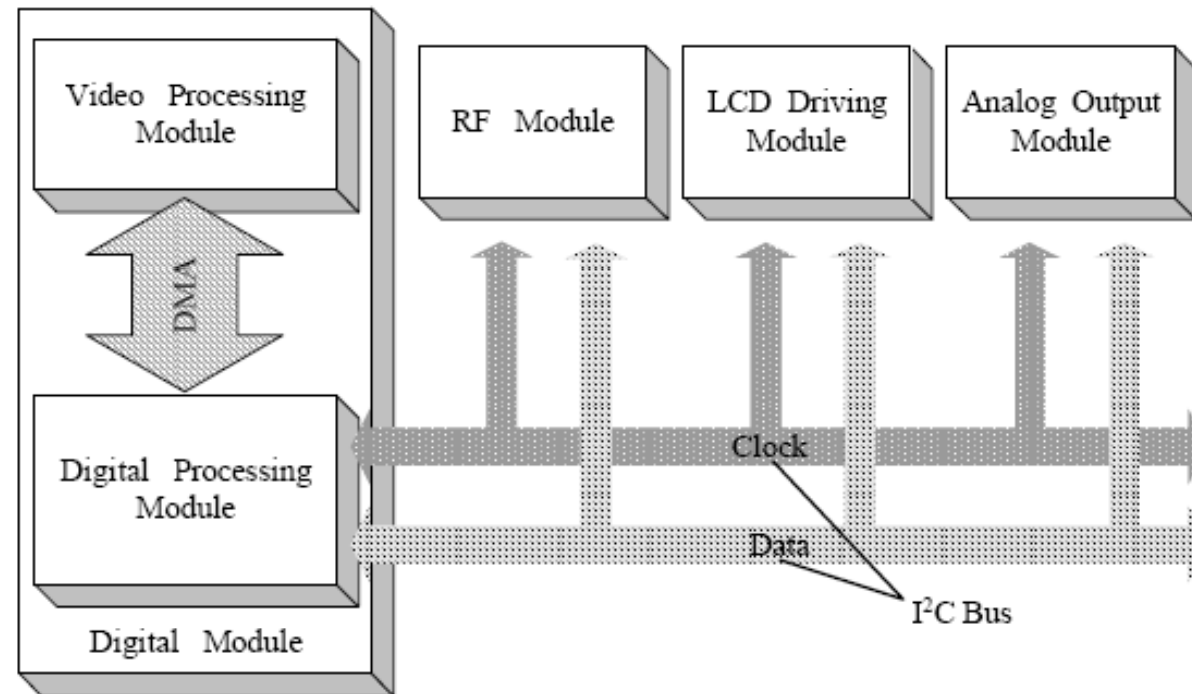 Video Processing
Module
RF Module
LCD Driving
Module
Analog Output
Module
DMA
Digital Processing
Module
Clock
Data
I²C Bus
Digital Module